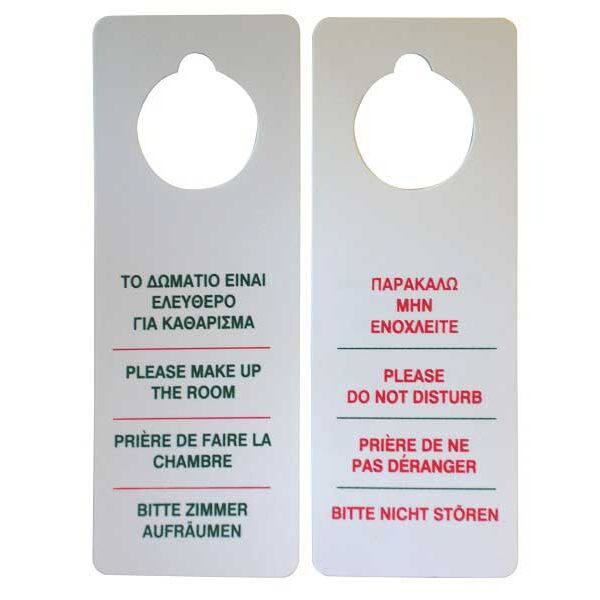 ΤΟ ΔΩΜΑΤΙΟ ΕΙΝΑΙ
ΕΛΕΥΘΕΡΟ
ΓΙΑ ΚΑΘΑΡΙΣΜΑ
PLEASE MAKE UP
THE ROOM
PRIÈRE DE FAIRE LA
CHAMBRE
BITTE ZIMMER
AUFRÄUMEN
ΠΑΡΑΚΑΛΩ
ΜΗΝ
ΕΝΟΧΛΕΙΤΕ
PLEASE
DO NOT DISTURB
PRIÈRE DE NE
PAS DÉRANGER
BITTE NICHT STÖREN